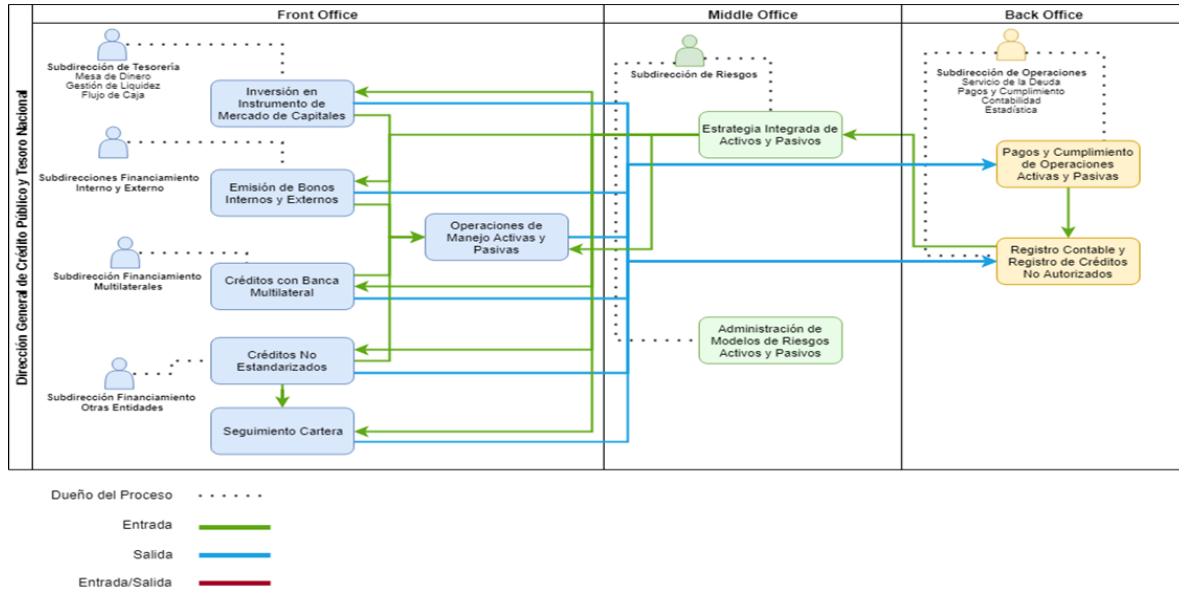 Front Office
Middle Office
Back Office
Dirección General de Crédito Público y Tesoro Nacional
Subdirección de Tesorería
Mesa de Dinero
Gestión de Liquidez
Flujo de Caja
Inversión en
Instrumento de
Mercado de Capitales
Subdirecciones Financiamiento
Interno y Externo
Emisión de Bonos
Internos y Externos
Operaciones de
Manejo Activas y
Pasivas
Subdirección Financiamiento
Multilaterales
Créditos con Banca
Multilateral
Créditos No
Estandarizados
Subdirección Financiamiento
Otras Entidades
Seguimiento Cartera
Subdirección de Riesgos
Estrategia Integrada de
Activos y Pasivos
Administración de
Modelos de Riesgos
Activos y Pasivos
Subdirección de Operaciones
Servicio de la Deuda
Pagos y Cumplimiento
Contabilidad
Estadística
Pagos y Cumplimiento
de Operaciones
Activas y Pasivas
Registro Contable y
Registro de Créditos
No Autorizados
Dueño del Proceso
Entrada
Salida
Entrada/Salida